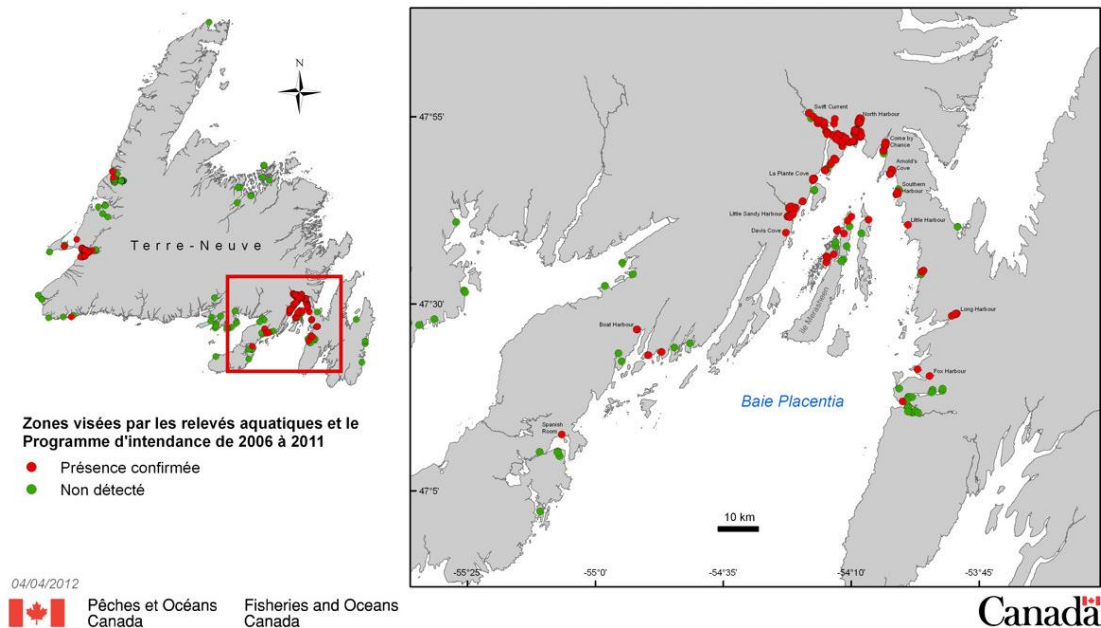 N
Terre-Neuve
Zones visées par les relevés aquatiques et le
Programme d'intendance de 2006 à 2011
Présence confirmée
Non détecté
04/04/2012
Pêches et Océans
Canada
Fisheries and Oceans
Canada
47°55'
47°30'
47°5'
Swift Current
North Harbour
Come by
Chance
Arnold's
Cove
La Plante Cove
Southern
Harbour
Little Sandy Harbour
Little Harbour
Davis Cove
Ile Merasheen
Long Harbour
Boat Harbour
Fox Harbour
Baie Placentia
Spanish
Room
10 km
-55°25
-55°0
-54°35
-54°10
-53°45
Canada